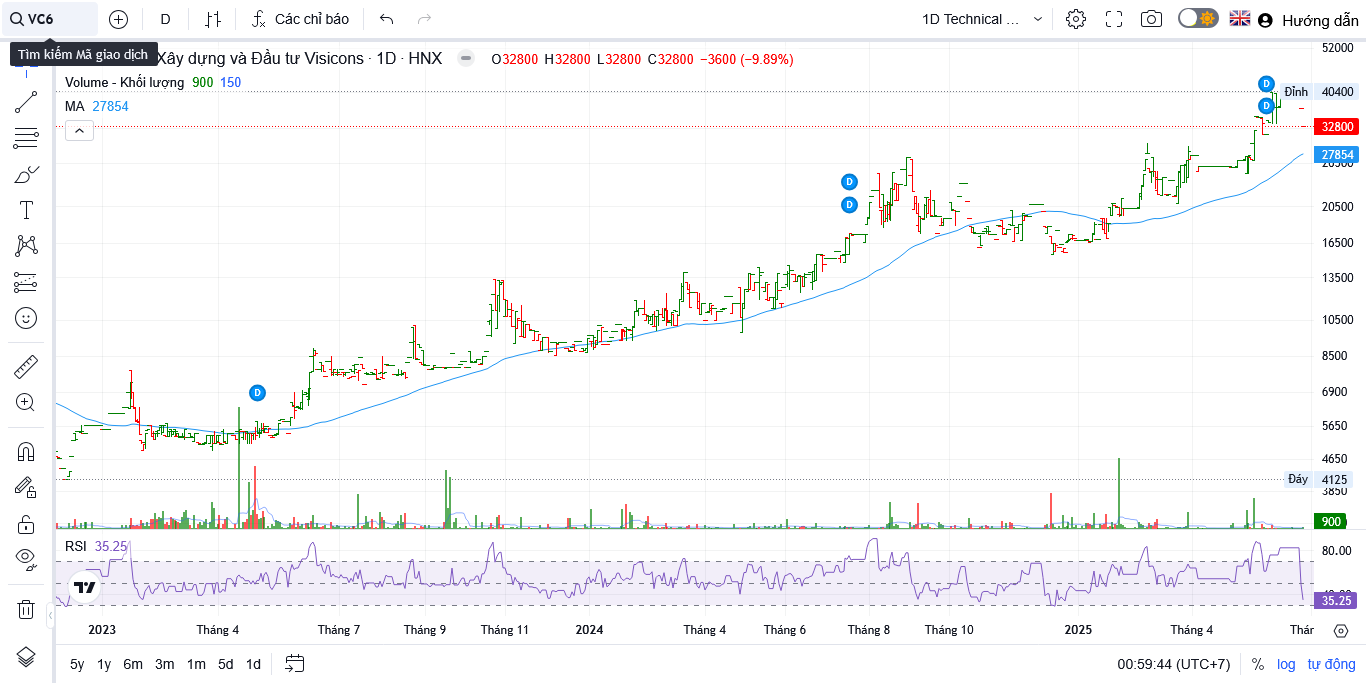 VC6
D
Các chỉ báo
1D Technical ...
Hướng dẫn
Tìm kiếm Mã giao dịch
Xây dựng và Đầu tư Visicons · 1D · HNX
O32800 H32800 L32800 C32800 −3600 (−9.89%)
Volume - Khối lượng 900 150
MA 27854
52000
Đỉnh 40400
32800
27854
20500
16500
13500
10500
8500
6900
5650
4650
Đáy 4125
3850
900
D
D
D
D
D
RSI 35.25
80.00
35.25
2023 Tháng 4 Tháng 7 Tháng 9 Tháng 11 2024 Tháng 4 Tháng 6 Tháng 8 Tháng 10 2025 Tháng 4 Thár
5y 1y 6m 3m 1m 5d 1d
00:59:44 (UTC+7) % log tự động